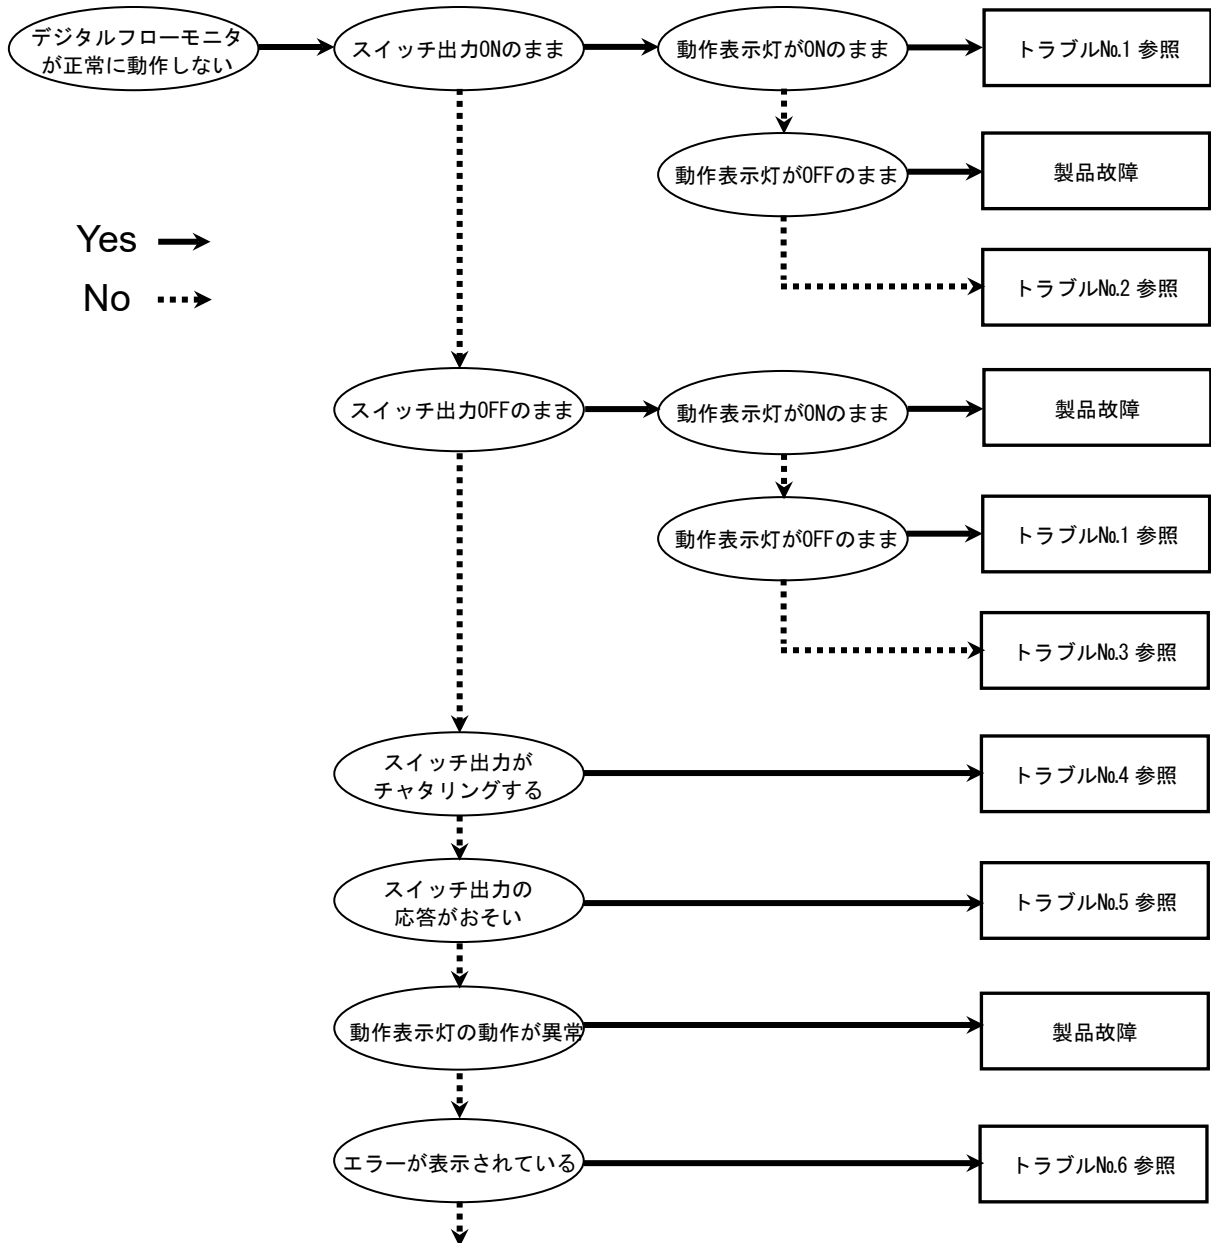 デジタルフローモニタ
が正常に動作しない
スイッチ出力ONのまま
動作表示灯がONのまま
トラブル№1 参照
動作表示灯がOFFのまま
製品故障
Yes
No
トラブル№2 参照
スイッチ出力OFFのまま
動作表示灯がONのまま
製品故障
動作表示灯がOFFのまま
トラブル№1 参照
トラブル№3 参照
スイッチ出力が
チャタリングする
トラブル№4 参照
スイッチ出力の
応答がおそい
トラブル№5 参照
動作表示灯の動作が異常
製品故障
エラーが表示されている
トラブル№6 参照